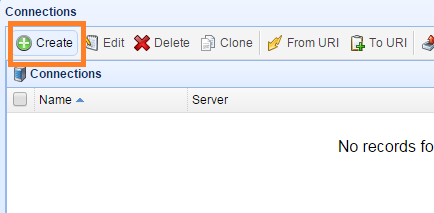 Connections
Create Edit Delete Clone From URI To URI
Connections
Name Server
No records fo